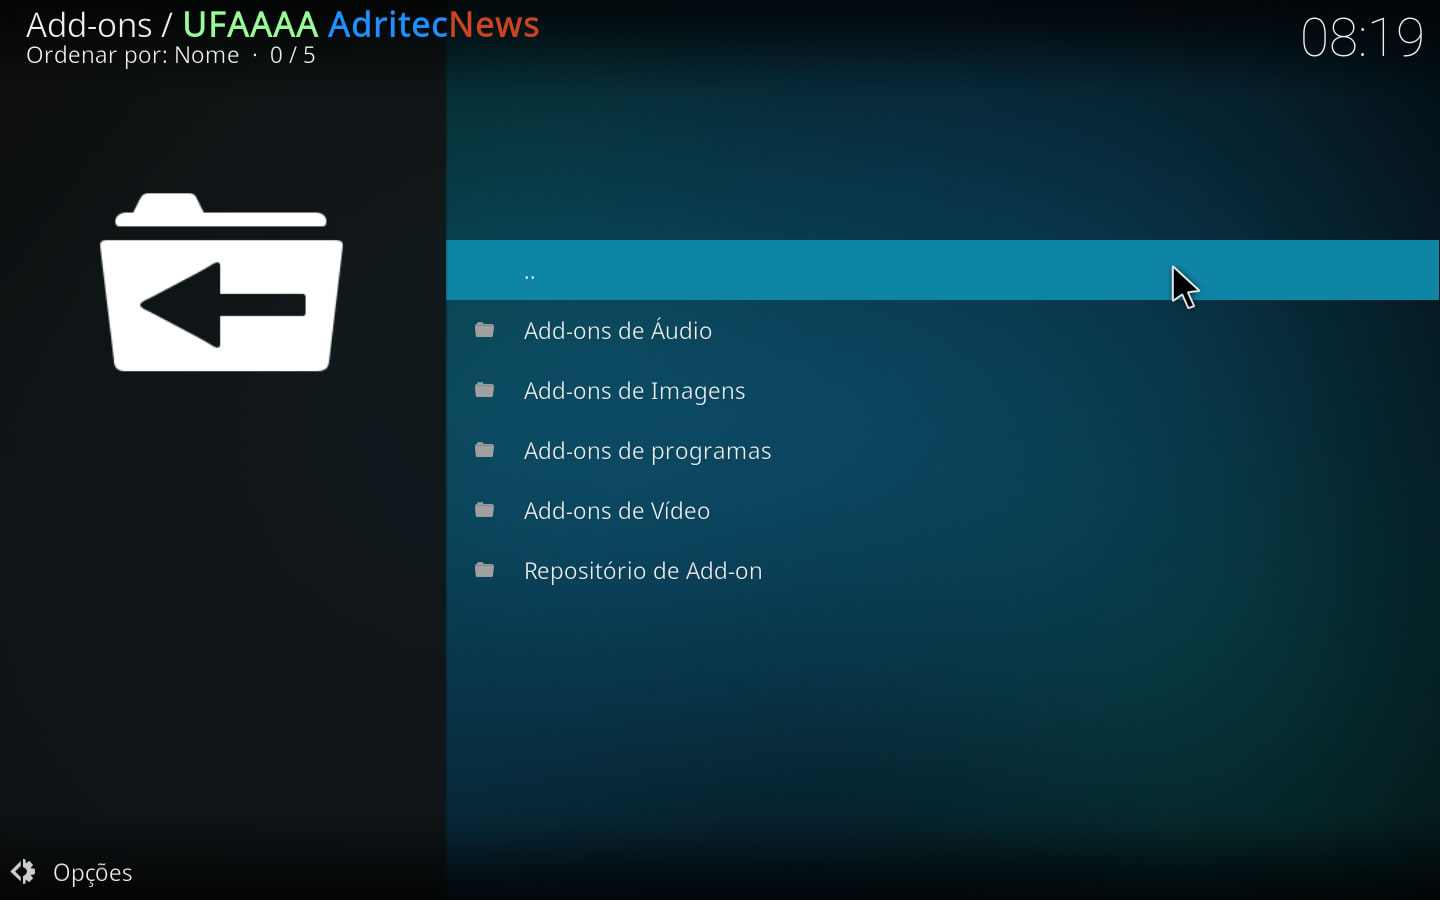 Add-ons / UFAAAA AdritecNews
Ordenar por: Nome · 0 / 5
08:19
..
Add-ons de Áudio
Add-ons de Imagens
Add-ons de programas
Add-ons de Vídeo
Repositório de Add-on
Opções